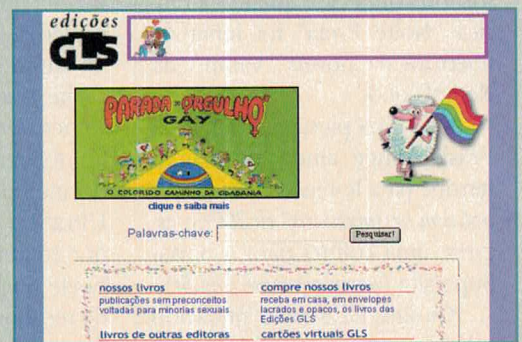 edições
GLS
PARADA DO ORGULHO
GAY
O COLORIDO CAMINHO DA CIDADANIA
clique e saiba mais
Palavras-chave:
Pesquisar!
nossos livros
publicações sem preconceitos
voltadas para minorias sexuais
compre nossos livros
receba em casa, em envelopes
lacrados e opacos, os livros das
Edições GLS
livros de outras editoras
cartões virtuais GLS